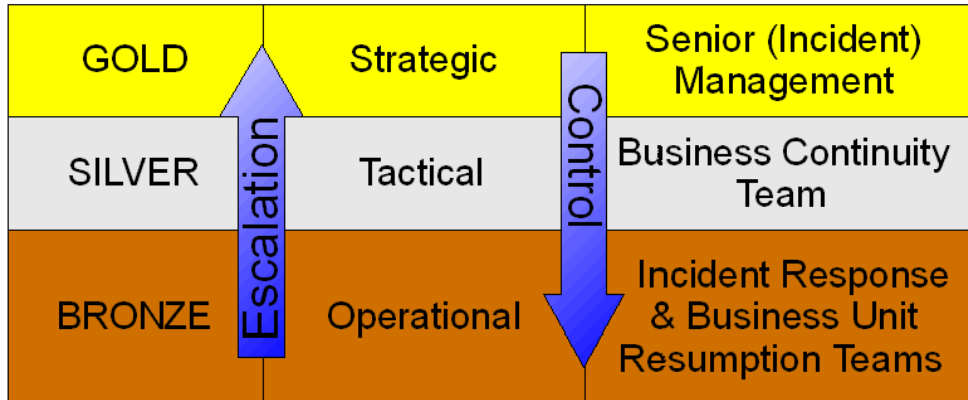 GOLD
Strategic
Senior (Incident)
Management
SILVER
Tactical
Business Continuity
Team
BRONZE
Operational
Incident Response
& Business Unit
Resumption Teams
Escalation
Control